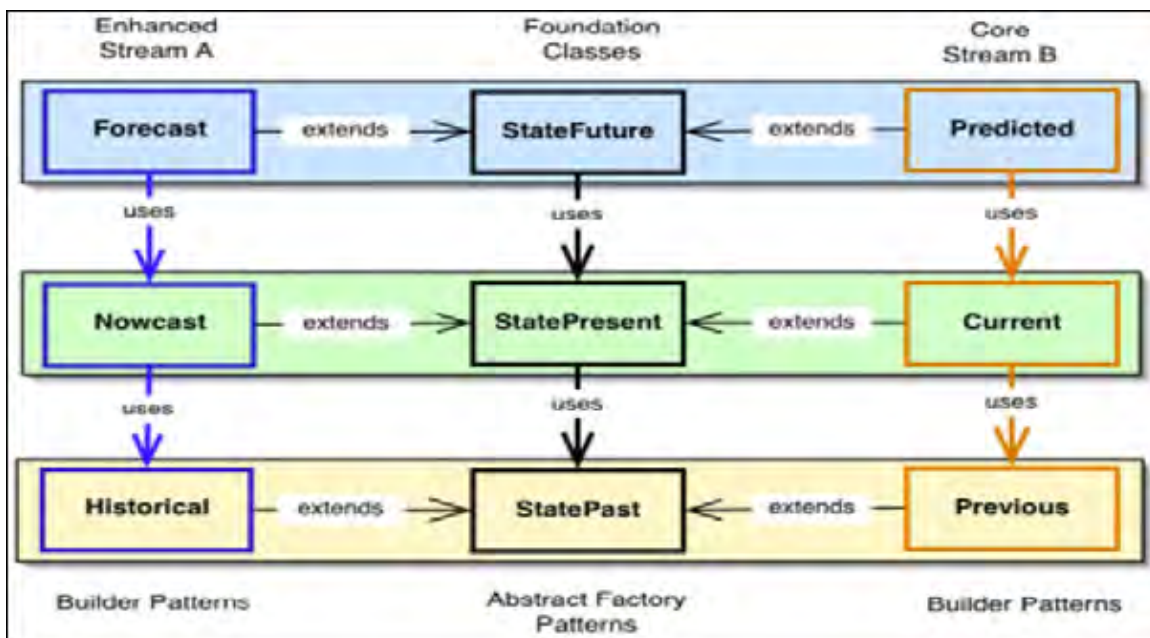 Enhanced
Stream A
Foundation
Classes
Core
Stream B
Forecast
extends
StateFuture
extends
Predicted
uses
uses
uses
Nowcast
extends
StatePresent
extends
Current
uses
uses
uses
Historical
extends
StatePast
extends
Previous
Builder Patterns
Abstract Factory
Patterns
Builder Patterns